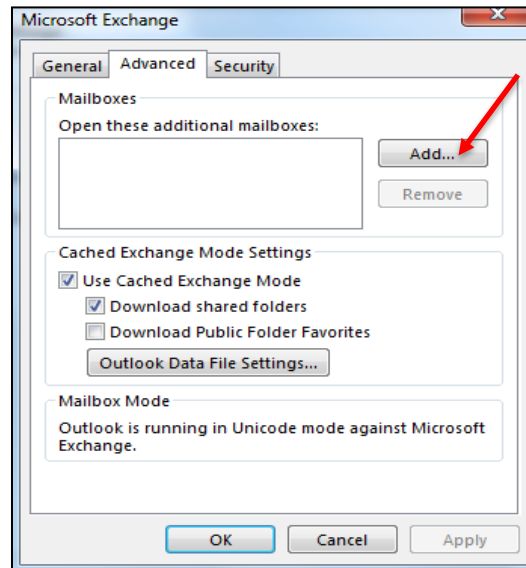 Microsoft Exchange
General Advanced Security
Mailboxes
Open these additional mailboxes:
Add...
Remove
Cached Exchange Mode Settings
Use Cached Exchange Mode
Download shared folders
Download Public Folder Favorites
Outlook Data File Settings...
Mailbox Mode
Outlook is running in Unicode mode against Microsoft
Exchange.
OK Cancel Apply